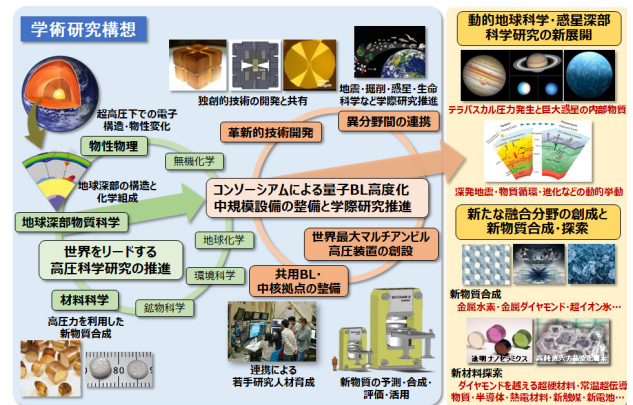 学術研究構想
超高圧下での電子
構造・物性変化
物性物理
無機化学
地球深部の構造と
化学組成
地球深部物質科学
地球化学
世界をリードする
高圧科学研究の推進
環境科学
材料科学
鉱物科学
高圧力を利用した
新物質合成
80
90
独創的技術の開発と共有
地震・掘削・惑星・生命
科学など学際研究推進
革新的技術開発
異分野間の連携
コンソーシアムによる量子BL高度化
中規模設備の整備と学際研究推進
世界最大マルチアンビル
高圧装置の創設
共用BL・
中核拠点の整備
連携による
若手研究人材育成
新物質の予測・合成・
評価・活用
動的地球科学・惑星深部
科学研究の新展開
テラパスカル圧力発生と巨大惑星の内部物質
深発地震・物質循環・進化などの動的挙動
新たな融合分野の創成と
新物質合成・探索
新物質合成
金属水素・金属ダイヤモンド・超イオン氷…
透明ナノセラミックス
新材料探索
ダイヤモンドを越える超硬材料・常温超伝導
物質・半導体・熱電材料・新触媒・新電池…